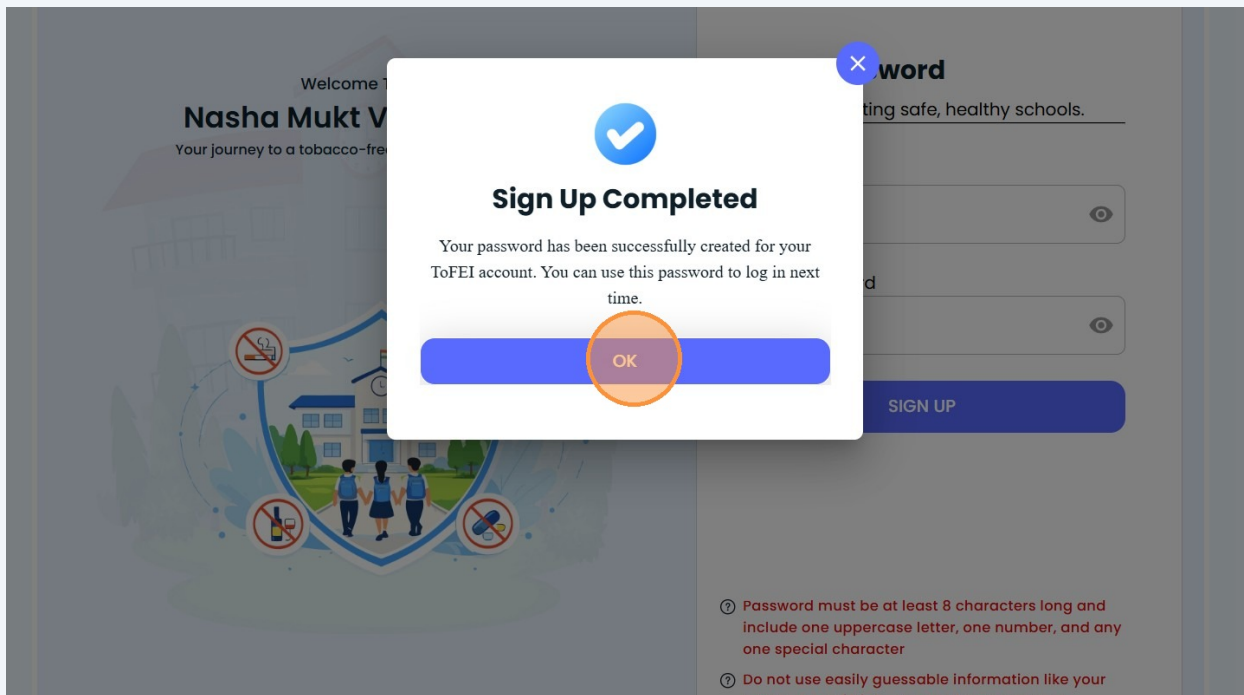 Welcome
Nasha Mukt
Your journey to a
word
ting safe, healthy schools.
Sign Up Completed
Your password has been successfully created for your
ToFEI account. You can use this password to log in next
time.
OK
d
SIGN UP
Password must be at least 8 characters long and
include one uppercase letter, one number, and any
one special character
Do not use easily guessable information like your